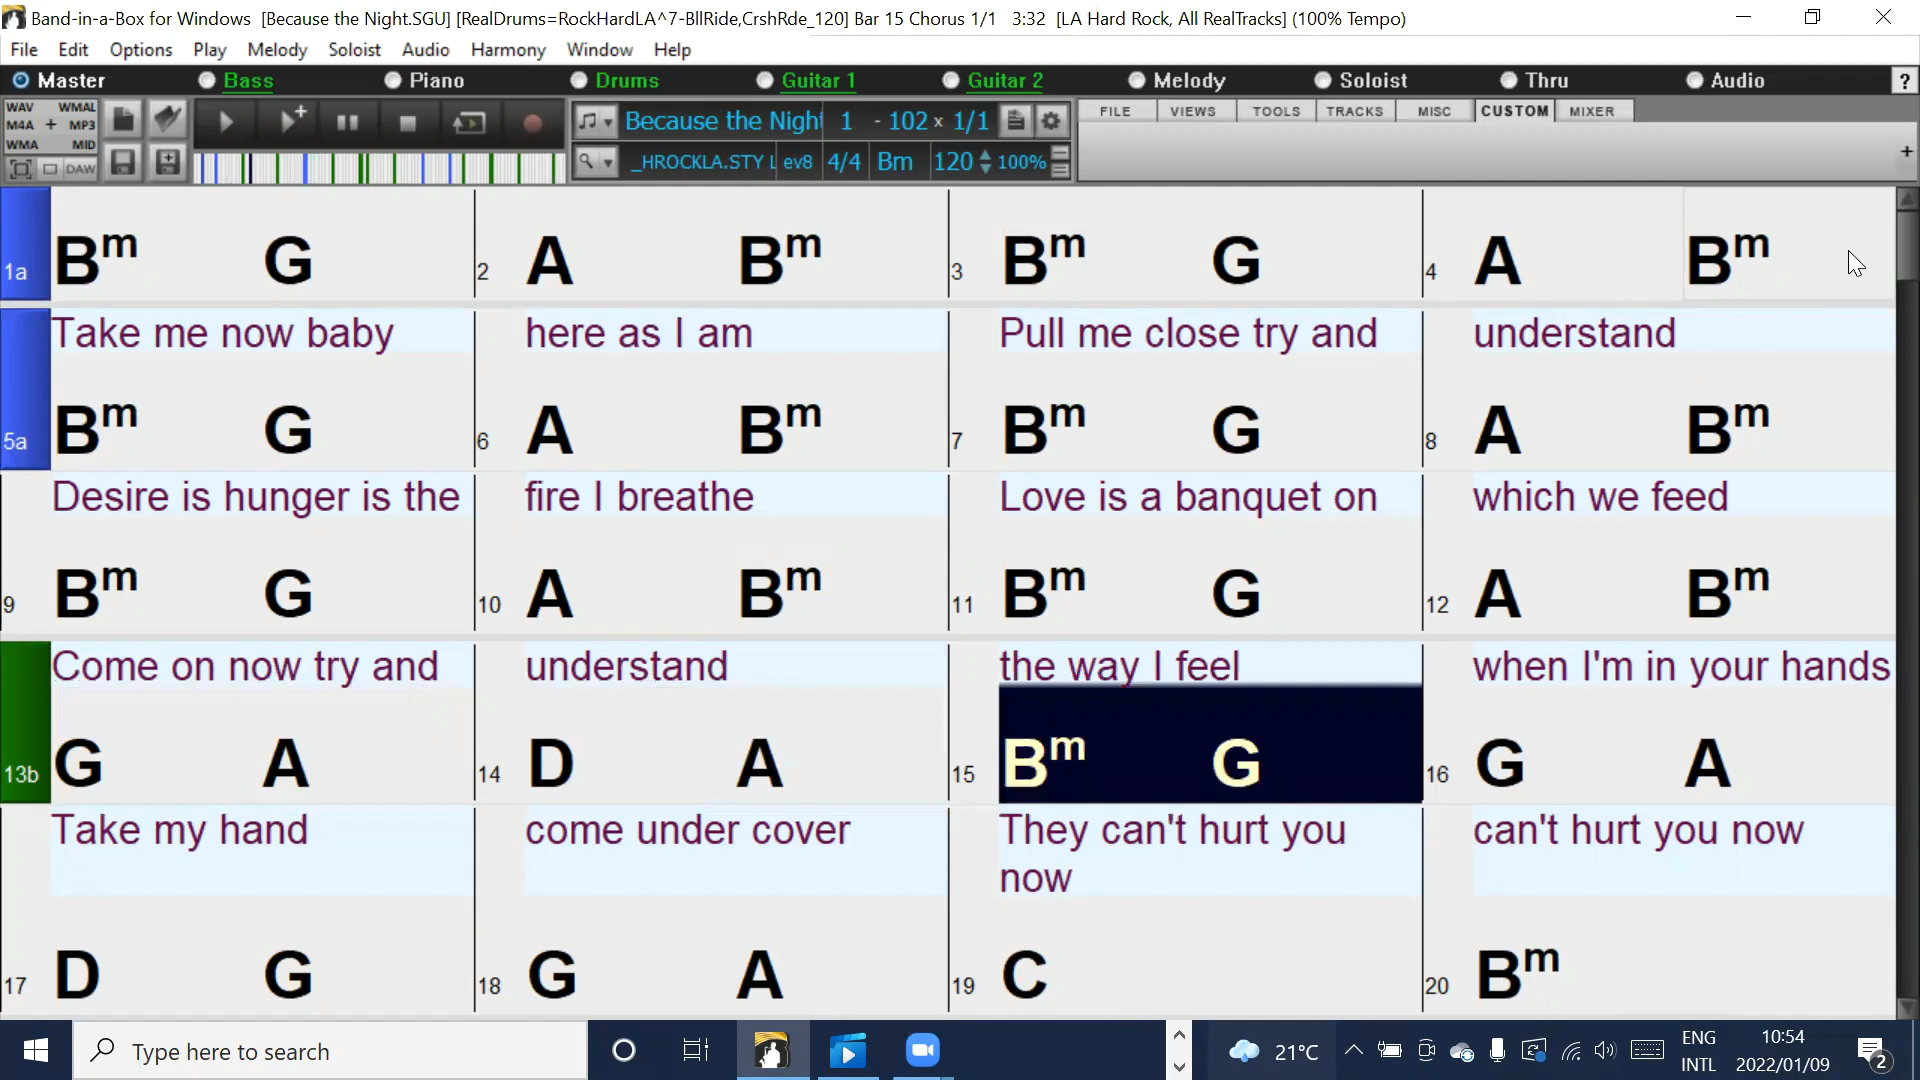 Band-in-a-Box for Windows [Because the Night.SGU] [RealDrums=RockHardLA^7-BllRide,CrshRde_120] Bar 15 Chorus 1/1 3:32 [LA Hard Rock, All RealTracks] (100% Tempo)
File Edit Options Play Melody Soloist Audio Harmony Window Help
Master Bass Piano Drums Guitar 1 Guitar 2 Melody Soloist Thru Audio ?
WAV WMAL
M4A + MP3
WMA MID
DAW
Because the Night 1 - 102 x 1/1
_HROCKLA.STY L ev8 4/4 Bm 120 100%
FILE VIEWS TOOLS TRACKS MISC CUSTOM MIXER
+
1a Bm G 2 A Bm 3 Bm G 4 A Bm
Take me now baby here as I am Pull me close try and understand
5a Bm G 6 A Bm 7 Bm G 8 A Bm
Desire is hunger is the fire I breathe Love is a banquet on which we feed
9 Bm G 10 A Bm 11 Bm G 12 A Bm
Come on now try and understand the way I feel when I'm in your hands
13b G A 14 D A 15 Bm G 16 G A
Take my hand come under cover They can't hurt you can't hurt you now
now
17 D G 18 G A 19 C 20 Bm
Type here to search
21°C
ENG
INTL
10:54
2022/01/09
2